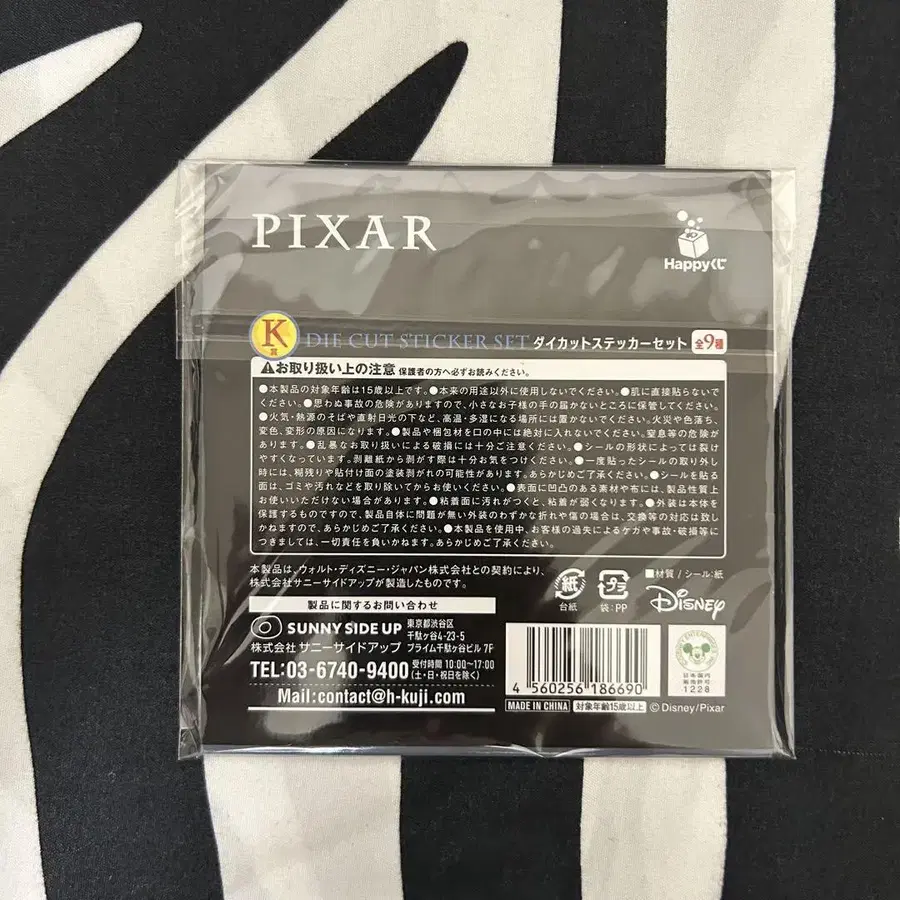 PIXAR
Happyくじ
K賞 DIE CUT STICKER SET ダイカットステッカーセット 全9種
⚠お取り扱い上の注意 保護者の方へ必ずお読みください。
●本製品の対象年齢は15歳以上です。●本来の用途以外に使用しないでください。●肌に直接貼らないで
ください。●思わぬ事故の危険がありますので、小さなお子様の手の届かないところに保管してください。
●火気・熱源のそばや直射日光の下など、高温・多湿になる場所には置かないでください。火災や色落ち、
変色、変形の原因になります。●製品や梱包材を口の中には絶対に入れないでください。窒息等の危険が
あります。●乱暴なお取り扱いによる破損には十分ご注意ください。●シールの形状によっては裂け
やすくなっています。剥離紙から剥がす際は十分お気をつけください。●一度貼ったシールの取り外し
時には、糊残りや貼付け面の塗装剥がれの可能性があります。あらかじめご了承ください。●シールを貼る
面は、ゴミや汚れなどを取り除いてからお使いください。●表面に凹凸のある素材や布には、製品性質上
お使いいただけない場合があります。●粘着面に汚れがつくと、粘着が弱くなります。●外装は本体を
保護するものですので、製品自体に問題が無い外装のわずかな折れや傷の場合は、交換等の対応は致し
かねますので、あらかじめご了承ください。●本製品を使用中、お客様の過失によるケガや事故・破損等に
つきましては、一切責任を負いかねます。あらかじめご了承ください。
本製品は、ウォルト・ディズニー・ジャパン株式会社との契約により、
株式会社サニーサイドアップが製造したものです。
紙 台紙
プラ 袋:PP
■材質/シール:紙
Disney
製品に関するお問い合わせ
SUNNY SIDE UP
株式会社 サニーサイドアップ
東京都渋谷区
千駄ヶ谷4-23-5
プライム千駄ヶ谷ビル 7F
TEL:03-6740-9400 受付時間 10:00～17:00
(土・日・祝日を除く)
Mail:contact@h-kuji.com
4 560256 186690
MADE IN CHINA
対象年齢15歳以上
©Disney/Pixar
日本国内
販売許可
1228